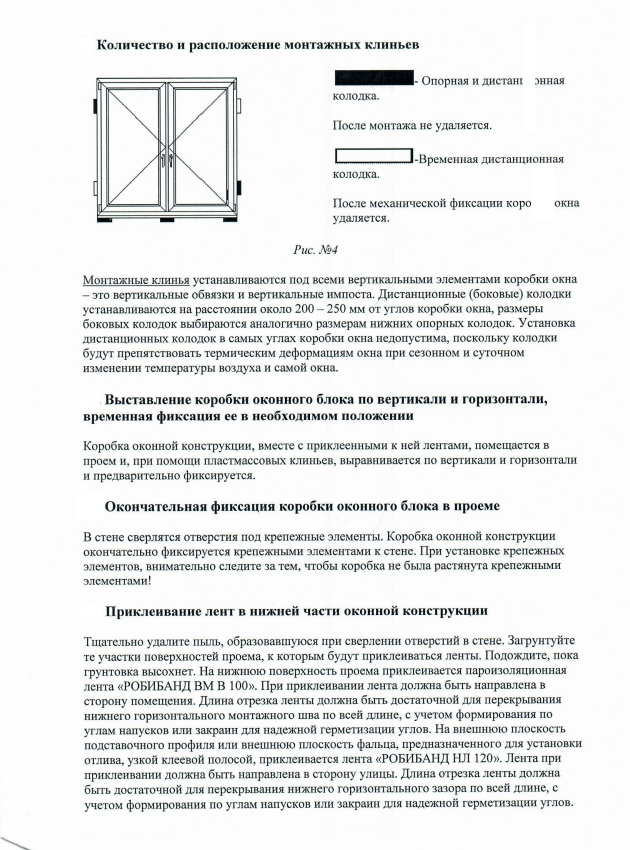 Количество и расположение монтажных клиньев
- Опорная и дистанционная
колодка.
После монтажа не удаляется.
-Временная дистанционная
колодка.
После механической фиксации коро окна
удаляется.
Рис. №4
Монтажные клинья устанавливаются под всеми вертикальными элементами коробки окна
– это вертикальные обвязки и вертикальные импоста. Дистанционные (боковые) колодки
устанавливаются на расстоянии около 200 – 250 мм от углов коробки окна, размеры
боковых колодок выбираются аналогично размерам нижних опорных колодок. Установка
дистанционных колодок в самых углах коробки окна недопустима, поскольку колодки
будут препятствовать термическим деформациям окна при сезонном и суточном
изменении температуры воздуха и самой окна.
Выставление коробки оконного блока по вертикали и горизонтали,
временная фиксация ее в необходимом положении
Коробка оконной конструкции, вместе с приклеенными к ней лентами, помещается в
проем и, при помощи пластмассовых клиньев, выравнивается по вертикали и горизонтали
и предварительно фиксируется.
Окончательная фиксация коробки оконного блока в проеме
В стене сверлятся отверстия под крепежные элементы. Коробка оконной конструкции
окончательно фиксируется крепежными элементами к стене. При установке крепежных
элементов, внимательно следите за тем, чтобы коробка не была растянута крепежными
элементами!
Приклеивание лент в нижней части оконной конструкции
Тщательно удалите пыль, образовавшуюся при сверлении отверстий в стене. Загрунтуйте
те участки поверхностей проема, к которым будут приклеиваться ленты. Подождите, пока
грунтовка высохнет. На нижнюю поверхность проема приклеивается пароизоляционная
лента «РОБИБАНД ВМ В 100». При приклеивании лента должна быть направлена в
сторону помещения. Длина отрезка ленты должна быть достаточной для перекрывания
нижнего горизонтального монтажного шва по всей длине, с учетом формирования по
углам напусков или закраин для надежной герметизации углов. На внешнюю плоскость
подставочного профиля или внешнюю плоскость фальца, предназначенного для установки
отлива, узкой клеевой полосой, приклеивается лента «РОБИБАНД НЛ 120». Лента при
приклеивании должна быть направлена в сторону улицы. Длина отрезка ленты должна
быть достаточной для перекрывания нижнего горизонтального зазора по всей длине, с
учетом формирования по углам напусков или закраин для надежной герметизации углов.